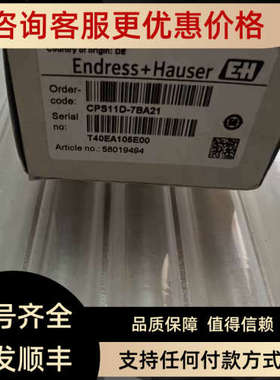 咨询客服更优惠价格
Country of origin: DE
Endress+Hauser EH
Order-
code: CPS11D-7BA21
Serial
no: T40EA105E00
Article no.: 58019494
号齐全
品质保障 值得信赖
发顺丰
支持任何付款方式